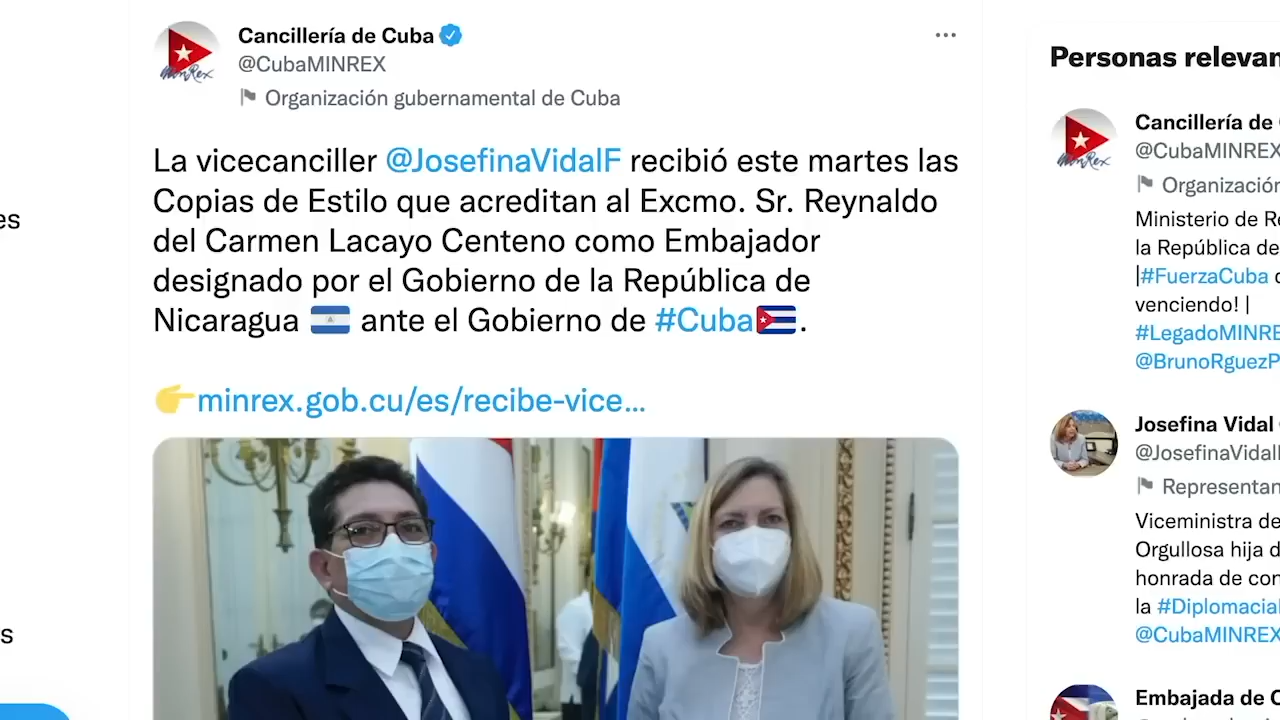 Cancillería de Cuba
@CubaMINREX
Organización gubernamental de Cuba
La vicecanciller @JosefinaVidalF recibió este martes las
Copias de Estilo que acreditan al Excmo. Sr. Reynaldo
del Carmen Lacayo Centeno como Embajador
designado por el Gobierno de la República de
Nicaragua ante el Gobierno de #Cuba.
minrex.gob.cu/es/recibe-vice...
es
s
Personas relevan
Cancillería de
@CubaMINREX
MinRex
Organización
Ministerio de Re
la República de
|#FuerzaCuba
venciendo! |
#LegadoMINRE
@BrunoRguezP
Josefina Vidal
@JosefinaVidal
Representan
Viceministra de
Orgullosa hija d
honrada de con
la #Diplomacia
@CubaMINREX
Embajada de C